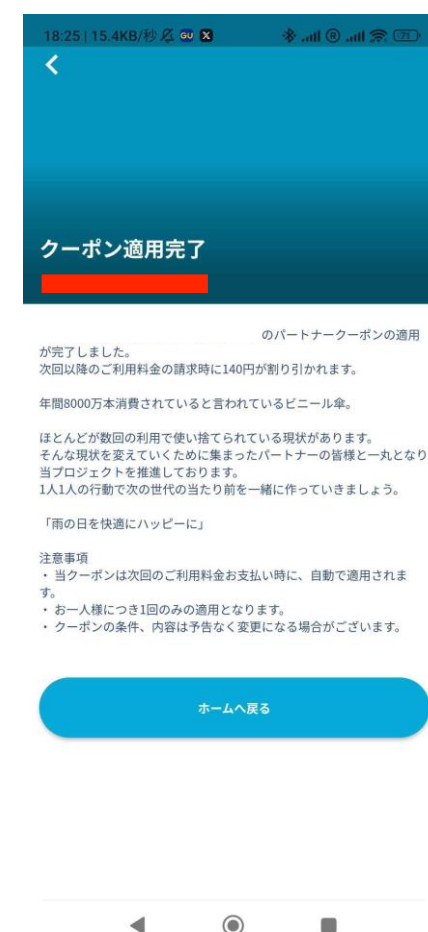 18:25 | 15.4KB/秒 GU X R 71
クーポン適用完了
のパートナークーポンの適用
が完了しました。
次回以降のご利用料金の請求時に140円が割り引かれます。
年間8000万本消費されていると言われているビニール傘。
ほとんどが数回の利用で使い捨てられている現状があります。
そんな現状を変えていくために集まったパートナーの皆様と一丸となり
当プロジェクトを推進しております。
1人1人の行動で次の世代の当たり前を一緒に作っていきましょう。
「雨の日を快適にハッピーに」
注意事項
・ 当クーポンは次回のご利用料金お支払い時に、自動で適用されま
す。
・ お一人様につき1回のみの適用となります。
・ クーポンの条件、内容は予告なく変更になる場合がございます。
ホームへ戻る